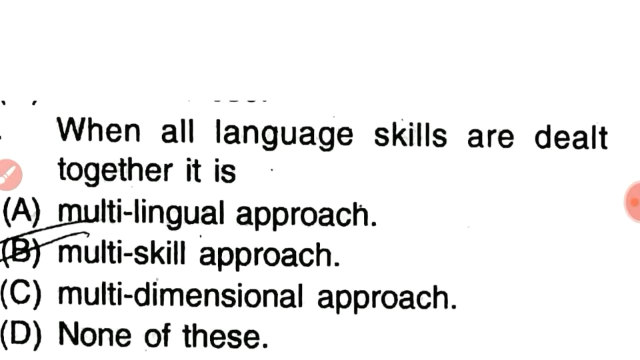 When all language skills are dealt
together it is
(A) multi-lingual approach.
(B) multi-skill approach.
(C) multi-dimensional approach.
(D) None of these.